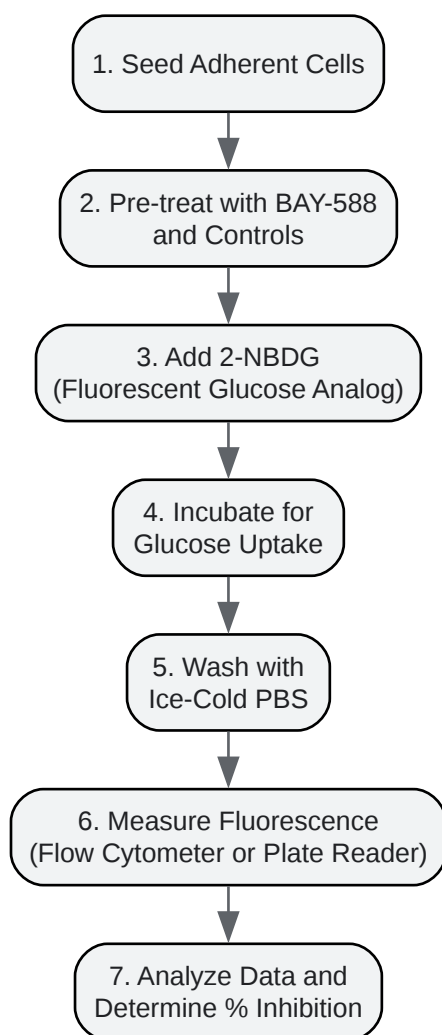 1. Seed Adherent Cells
2. Pre-treat with BAY-588
and Controls
3. Add 2-NBDG
(Fluorescent Glucose Analog)
4. Incubate for
Glucose Uptake
5. Wash with
Ice-Cold PBS
6. Measure Fluorescence
(Flow Cytometer or Plate Reader)
7. Analyze Data and
Determine % Inhibition